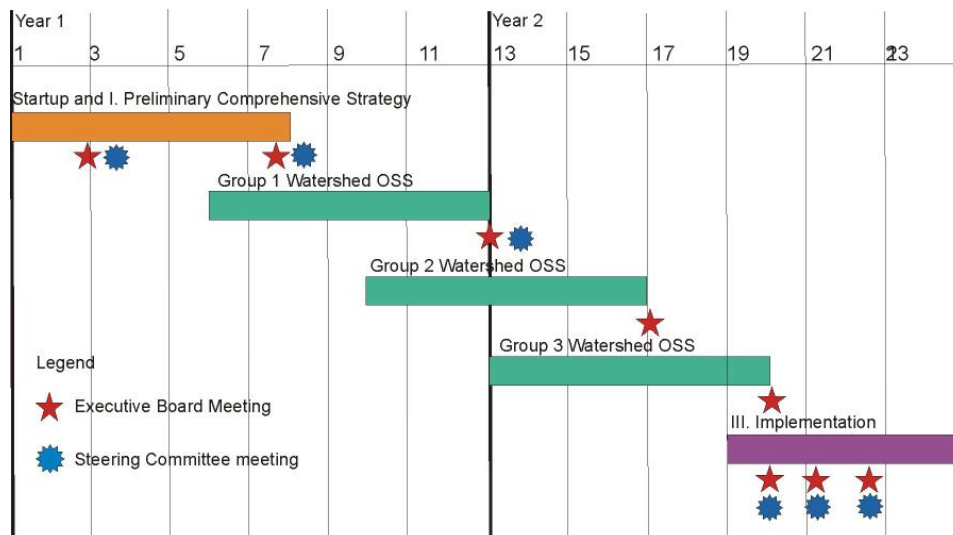 Year 1 Year 2
1 3 5 7 9 11 13 15 17 19 21 23
Startup and I. Preliminary Comprehensive Strategy
Group 1 Watershed OSS
Group 2 Watershed OSS
Group 3 Watershed OSS
Legend
Executive Board Meeting
III. Implementation
Steering Committee meeting